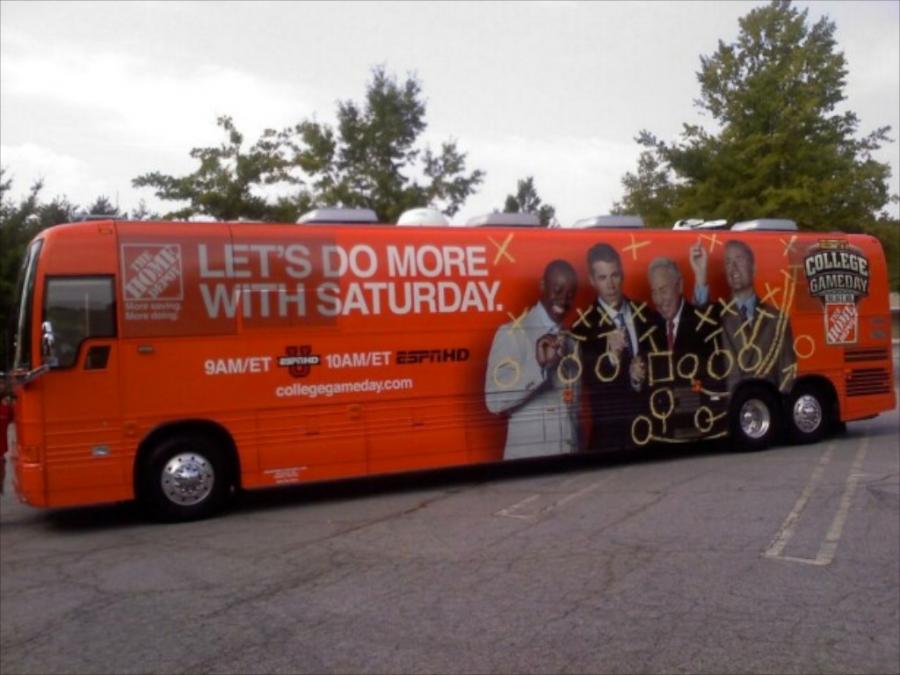 THE
HOME
DEPOT
More saving.
More doing.
LET'S DO MORE
WITH SATURDAY.
9AM/ET U ESPNHD 10AM/ET ESPNHD
collegegameday.com
COLLEGE
GAMEDAY
THE
HOME
DEPOT